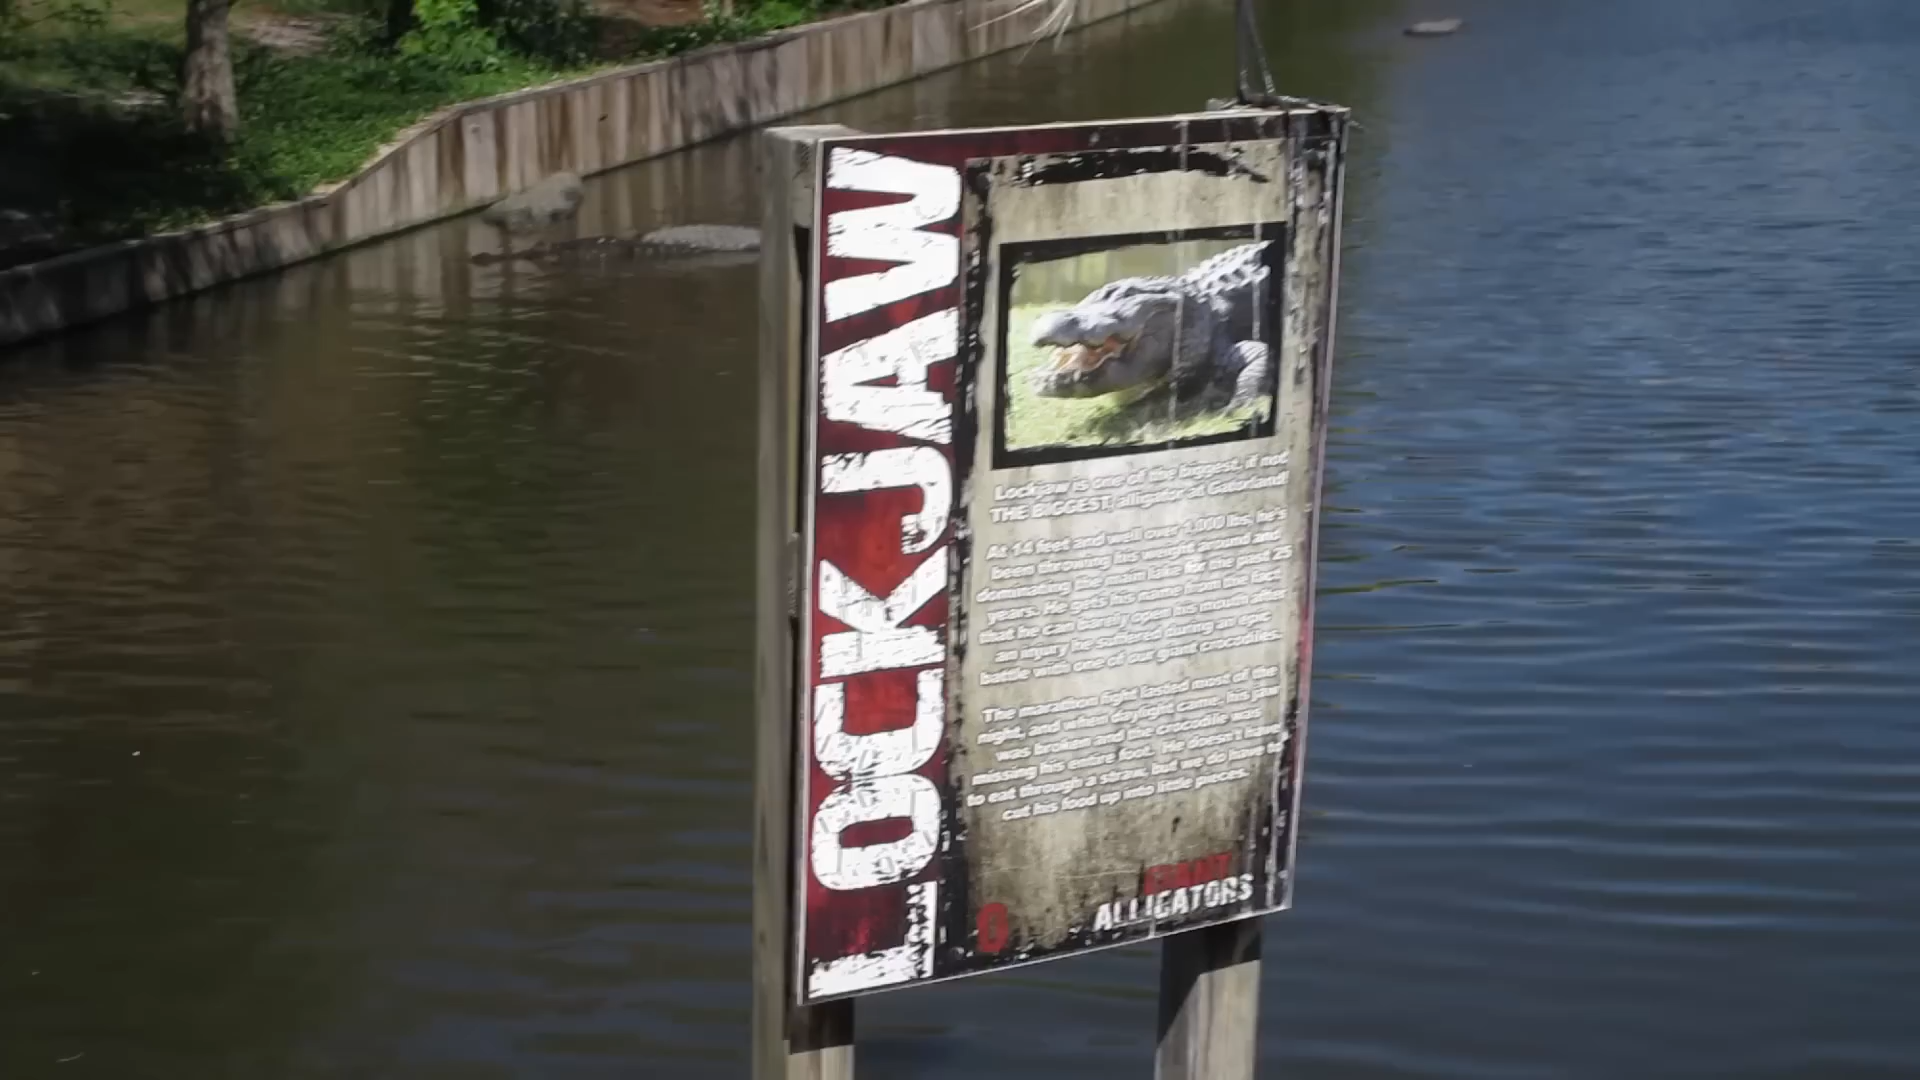 LOCKJAW
Lockjaw is one of the biggest, if not
THE BIGGEST, alligator at Gatorland!
At 14 feet and well over 1,000 lbs, he's
been throwing his weight around and
dominating the main lake for the past 25
years. He gets his name from the fact
that he can barely open his mouth after
an injury he suffered during an epic
battle with one of our giant crocodiles.
The marathon fight lasted most of the
night, and when daylight came, his jaw
was broken and the crocodile was
missing his entire foot. He doesn't have
to eat through a straw, but we do have to
cut his food up into little pieces.
GIANT
ALLIGATORS
G